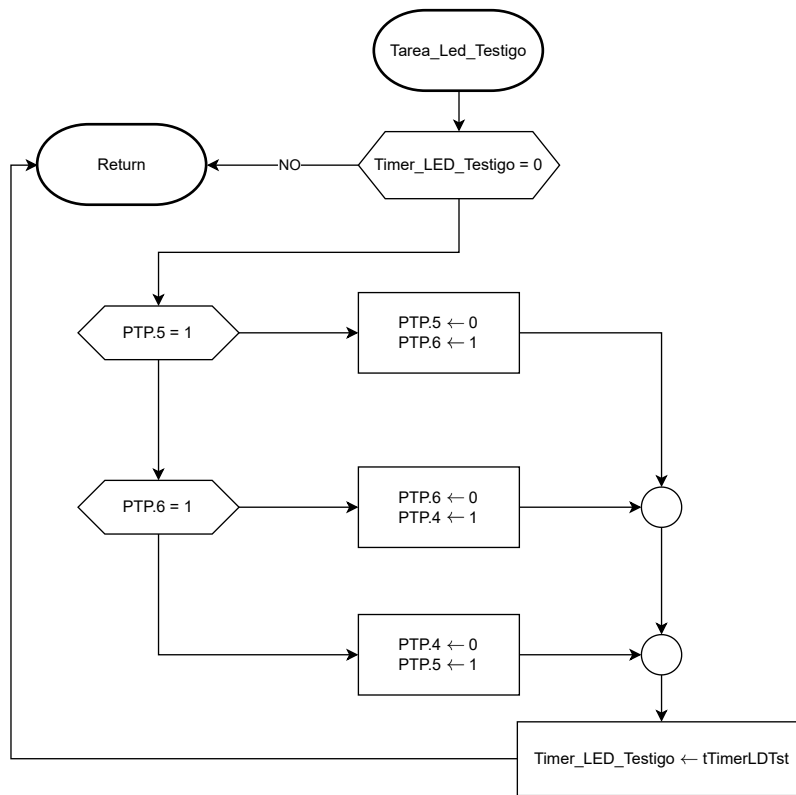 Tarea_Led_Testigo
Return
NO
Timer_LED_Testigo = 0
PTP.5 = 1
PTP.5 ← 0
PTP.6 ← 1
PTP.6 = 1
PTP.6 ← 0
PTP.4 ← 1
PTP.4 ← 0
PTP.5 ← 1
Timer_LED_Testigo ← tTimerLDTst